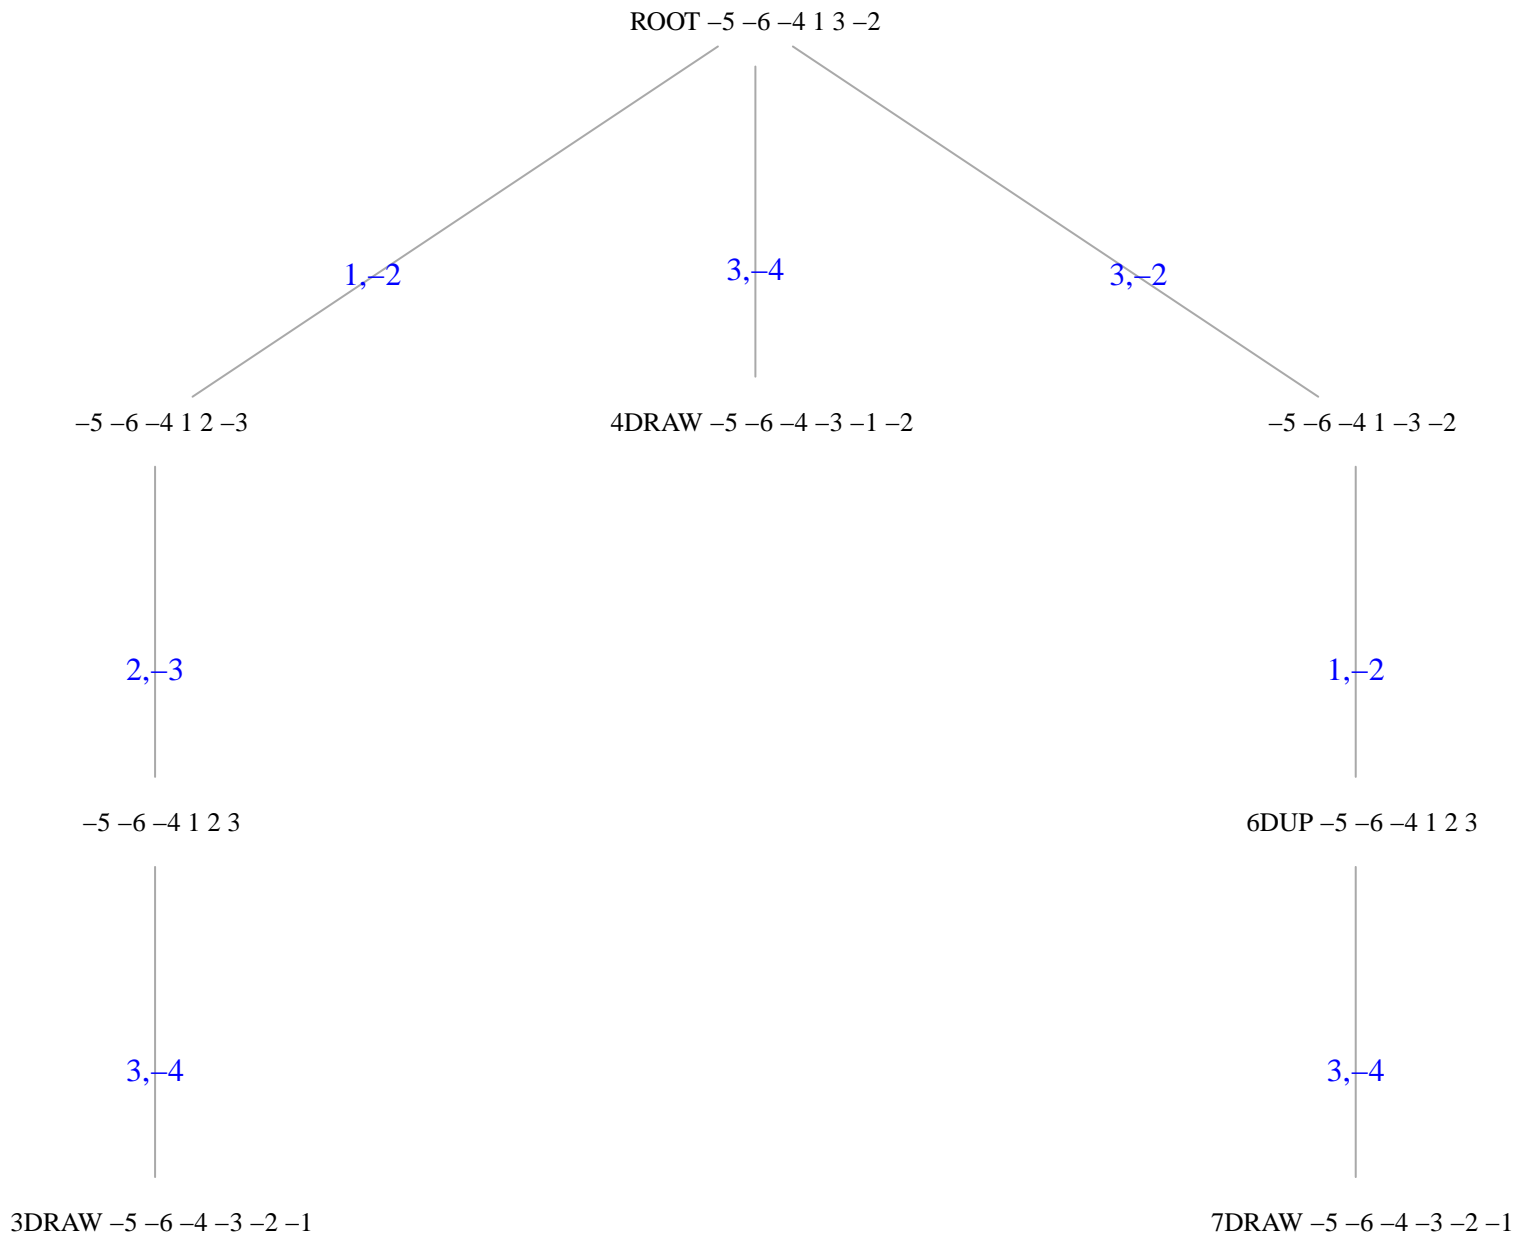 ROOT –5 –6 –4 1 3 –2
1,–2
3,–4
3,–2
–5 –6 –4 1 2 –3
4DRAW –5 –6 –4 –3 –1 –2
–5 –6 –4 1 –3 –2
2,–3
1,–2
–5 –6 –4 1 2 3
6DUP –5 –6 –4 1 2 3
3,–4
3,–4
3DRAW –5 –6 –4 –3 –2 –1
7DRAW –5 –6 –4 –3 –2 –1